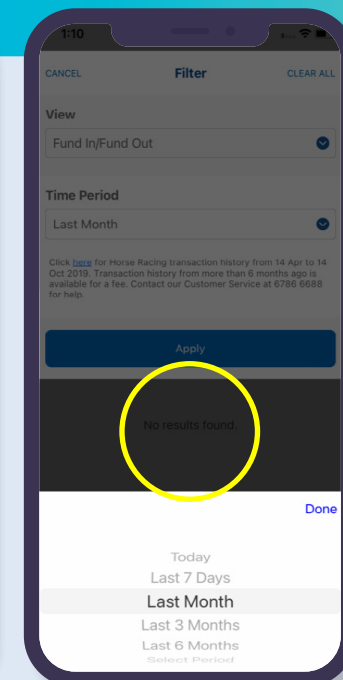 1:10
CANCEL Filter CLEAR ALL
View
Fund In/Fund Out
Time Period
Last Month
Click here for Horse Racing transaction history from 14 Apr to 14
Oct 2019. Transaction history from more than 6 months ago is
available for a fee. Contact our Customer Service at 6786 6688
for help.
Apply
No results found.
Done
Today
Last 7 Days
Last Month
Last 3 Months
Last 6 Months
Select Period